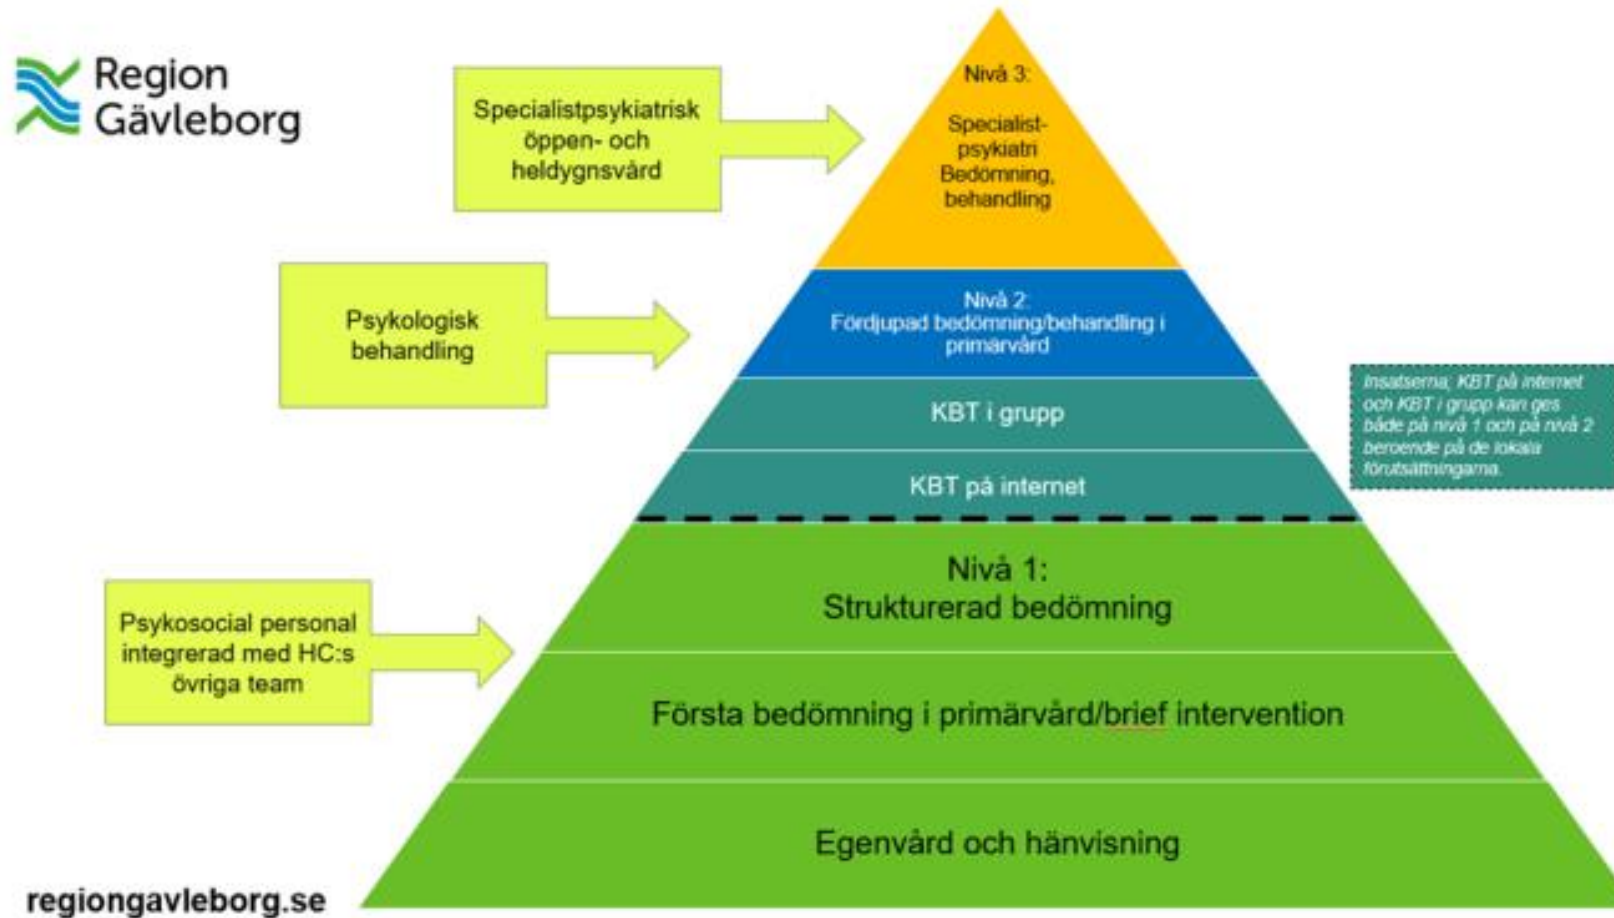 Region
Gävleborg
Specialistpsykiatrisk
öppen- och
heldygnsvård
Nivå 3:
Specialist-
psykiatri
Bedömning,
behandling
Psykologisk
behandling
Nivå 2:
Fördjupad bedömning/behandling i
primärvård
KBT i grupp
KBT på internet
Insatserna; KBT på internet
och KBT i grupp kan ges
både på nivå 1 och på nivå 2
beroende på de lokala
förutsättningarna.
Psykosocial personal
integrerad med HC:s
övriga team
Nivå 1:
Strukturerad bedömning
Första bedömning i primärvård/brief intervention
Egenvård och hänvisning
regiongavleborg.se